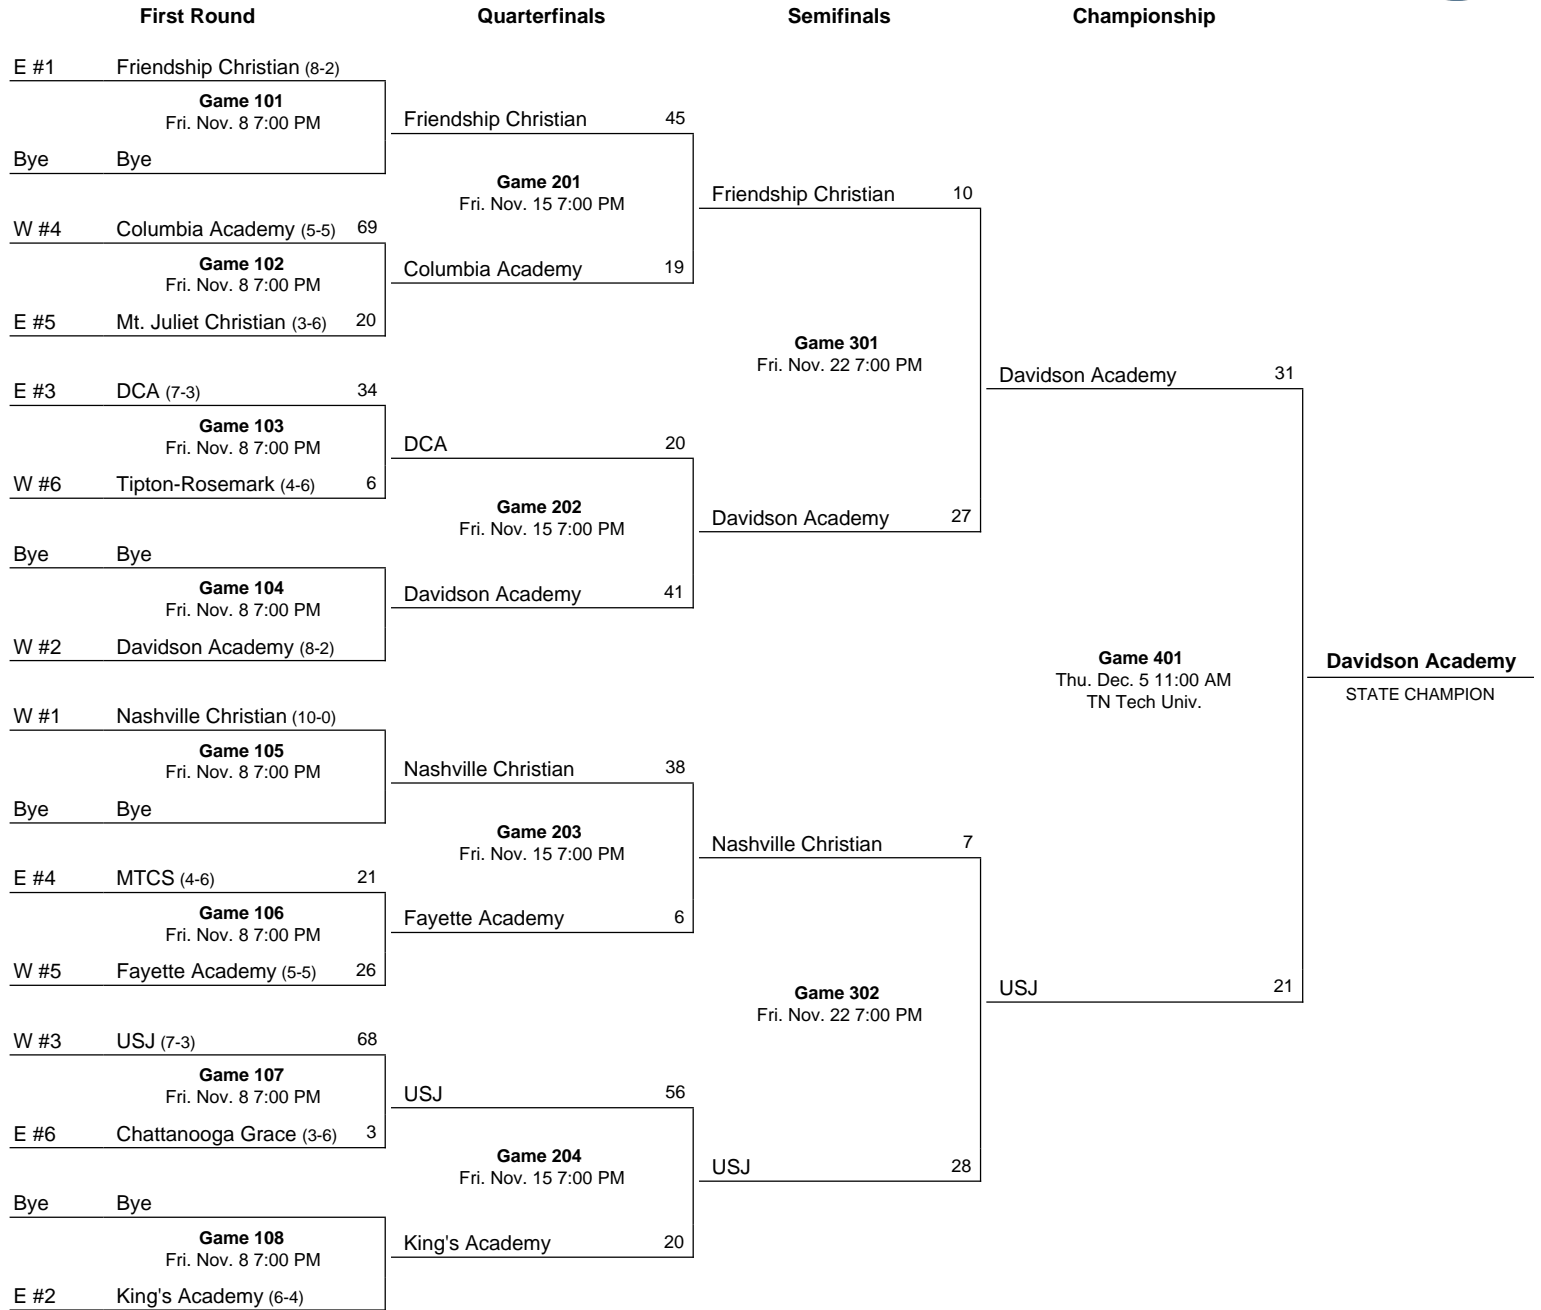 First Round Quarterfinals Semifinals Championship
E #1 Friendship Christian (8-2)
Game 101
Fri. Nov. 8 7:00 PM
Bye Bye
W #4 Columbia Academy (5-5) 69
Game 102
Fri. Nov. 8 7:00 PM
E #5 Mt. Juliet Christian (3-6) 20
E #3 DCA (7-3) 34
Game 103
Fri. Nov. 8 7:00 PM
W #6 Tipton-Rosemark (4-6) 6
Bye Bye
Game 104
Fri. Nov. 8 7:00 PM
W #2 Davidson Academy (8-2)
W #1 Nashville Christian (10-0)
Game 105
Fri. Nov. 8 7:00 PM
Bye Bye
E #4 MTCS (4-6) 21
Game 106
Fri. Nov. 8 7:00 PM
W #5 Fayette Academy (5-5) 26
W #3 USJ (7-3) 68
Game 107
Fri. Nov. 8 7:00 PM
E #6 Chattanooga Grace (3-6) 3
Bye Bye
Game 108
Fri. Nov. 8 7:00 PM
E #2 King's Academy (6-4)
Friendship Christian 45
Game 201
Fri. Nov. 15 7:00 PM
Columbia Academy 19
DCA 20
Game 202
Fri. Nov. 15 7:00 PM
Davidson Academy 41
Nashville Christian 38
Game 203
Fri. Nov. 15 7:00 PM
Fayette Academy 6
USJ 56
Game 204
Fri. Nov. 15 7:00 PM
King's Academy 20
Friendship Christian 10
Game 301
Fri. Nov. 22 7:00 PM
Davidson Academy 27
Nashville Christian 7
Game 302
Fri. Nov. 22 7:00 PM
USJ 28
Davidson Academy 31
Game 401
Thu. Dec. 5 11:00 AM
TN Tech Univ.
USJ 21
Davidson Academy
STATE CHAMPION